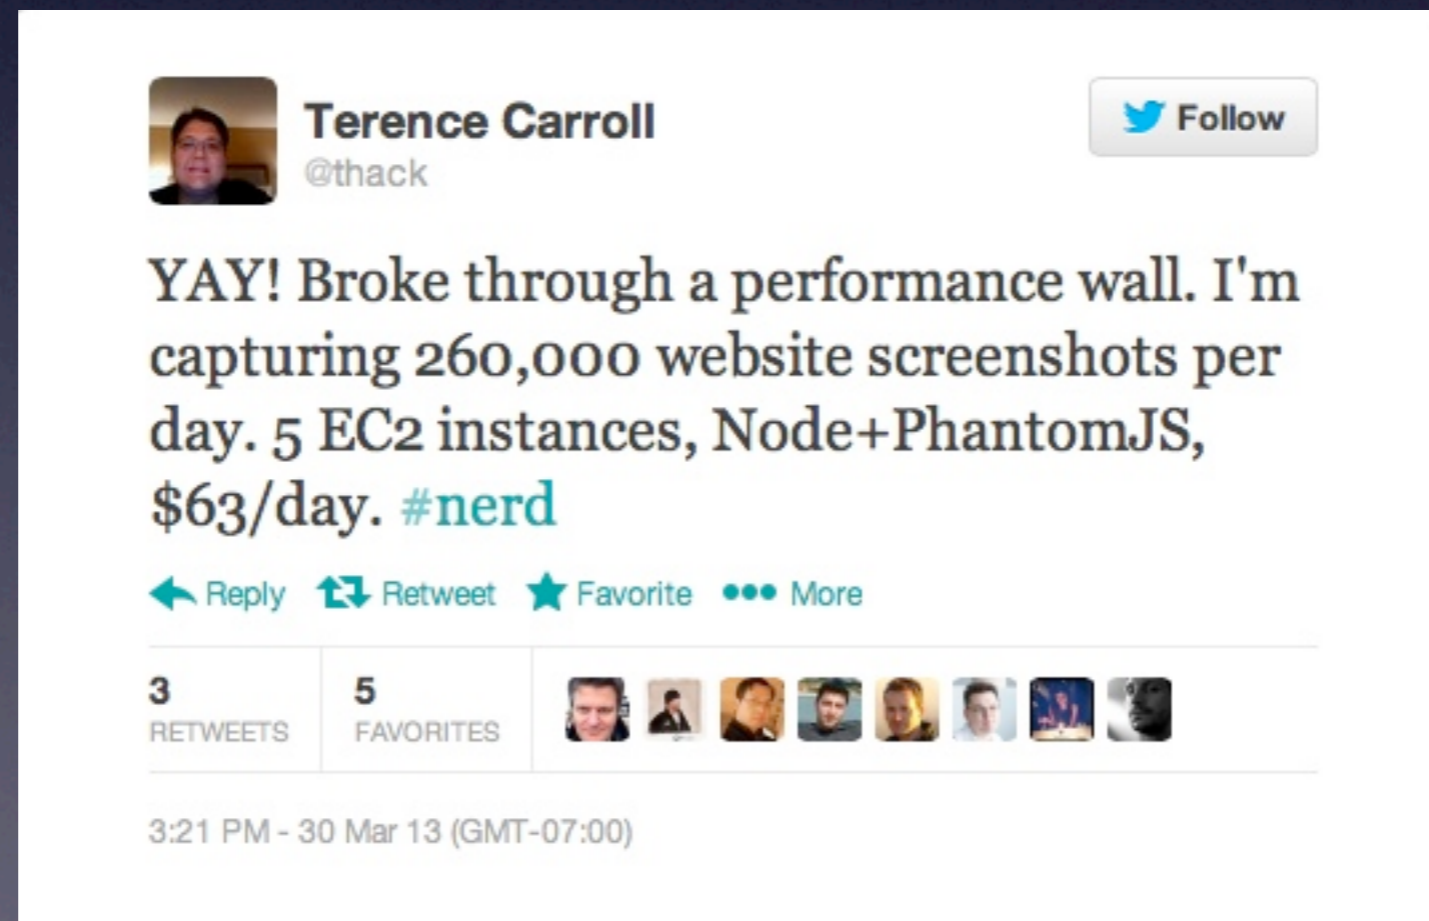 Terence Carroll
@thack
Follow
YAY! Broke through a performance wall. I'm
capturing 260,000 website screenshots per
day. 5 EC2 instances, Node+PhantomJS,
$63/day. #nerd
Reply Retweet Favorite ••• More
3 5
RETWEETS FAVORITES
3:21 PM - 30 Mar 13 (GMT-07:00)